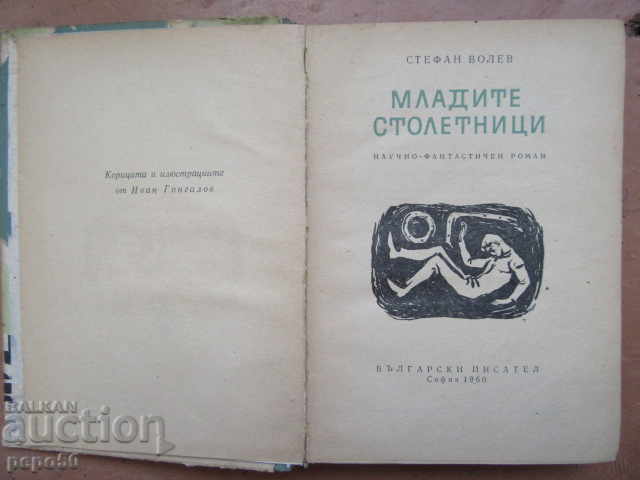 Корицата и илюстрациите
от Иван Гонгалов
СТЕФАН ВОЛЕВ
МЛАДИТЕ
СТОЛЕТНИЦИ
НАУЧНО-ФАНТАСТИЧЕН РОМАН
БЪЛГАРСКИ ПИСАТЕЛ
София 1960
BALKAN
auction
pepo50